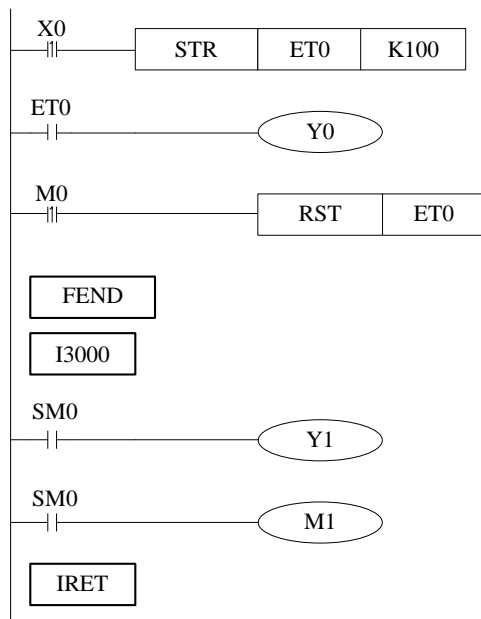 X0
STR ET0 K100
ET0
Y0
M0
RST ET0
FEND
I3000
SM0
Y1
SM0
M1
IRET